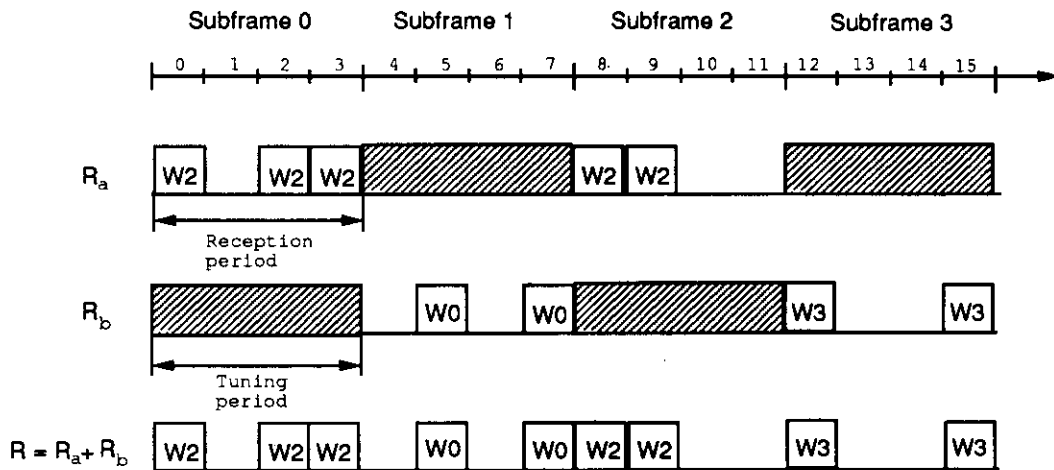 Subframe 0 Subframe 1 Subframe 2 Subframe 3
0 1 2 3 4 5 6 7 8 9 10 11 12 13 14 15
Ra W2 W2 W2 W2 W2
Reception
period
Rb W0 W0 W3 W3
Tuning
period
R = Ra + Rb W2 W2 W2 W0 W0 W2 W2 W3 W3